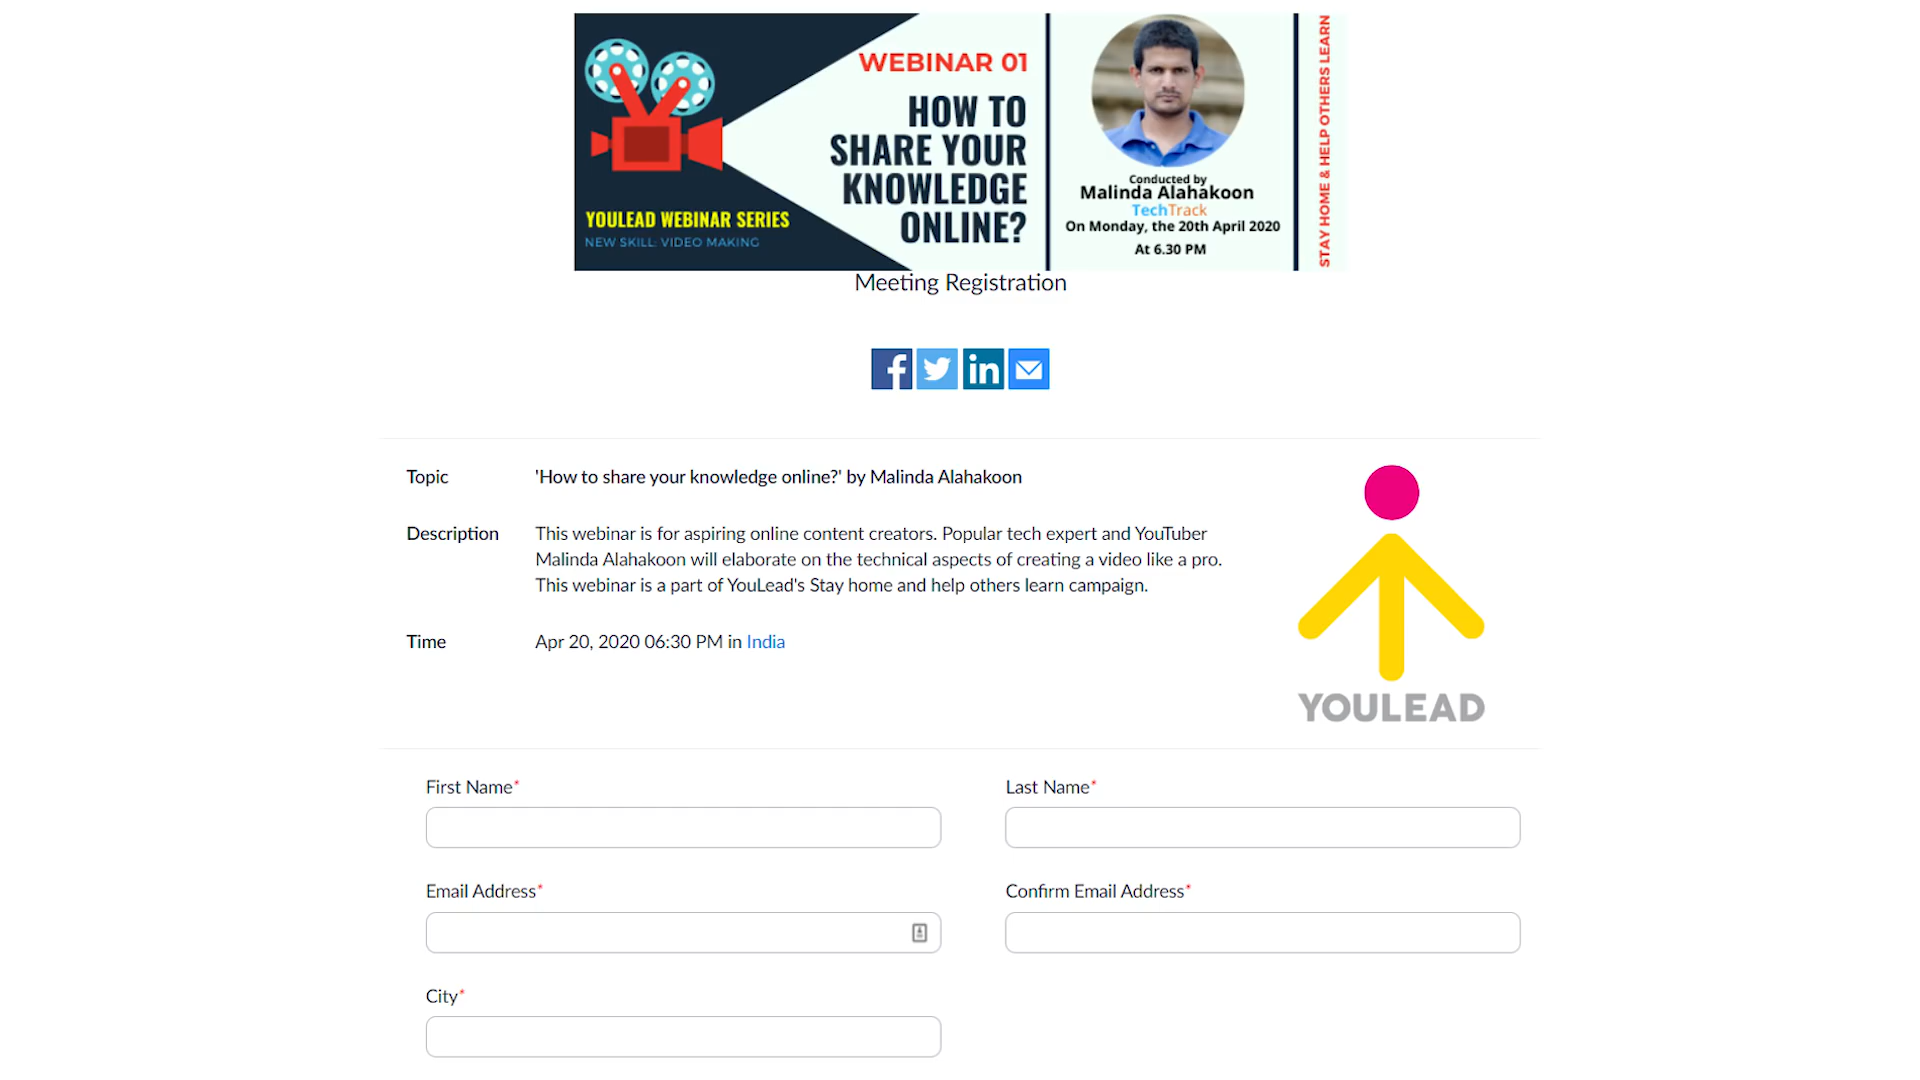 WEBINAR 01
HOW TO
SHARE YOUR
KNOWLEDGE
ONLINE?
YOULEAD WEBINAR SERIES
NEW SKILL: VIDEO MAKING
Conducted by
Malinda Alahakoon
TechTrack
On Monday, the 20th April 2020
At 6.30 PM
STAY HOME & HELP OTHERS LEARN
Meeting Registration
Topic
'How to share your knowledge online?' by Malinda Alahakoon
Description
This webinar is for aspiring online content creators. Popular tech expert and YouTuber
Malinda Alahakoon will elaborate on the technical aspects of creating a video like a pro.
This webinar is a part of YouLead's Stay home and help others learn campaign.
Time
Apr 20, 2020 06:30 PM in India
YOULEAD
First Name*
Last Name*
Email Address*
Confirm Email Address*
City*